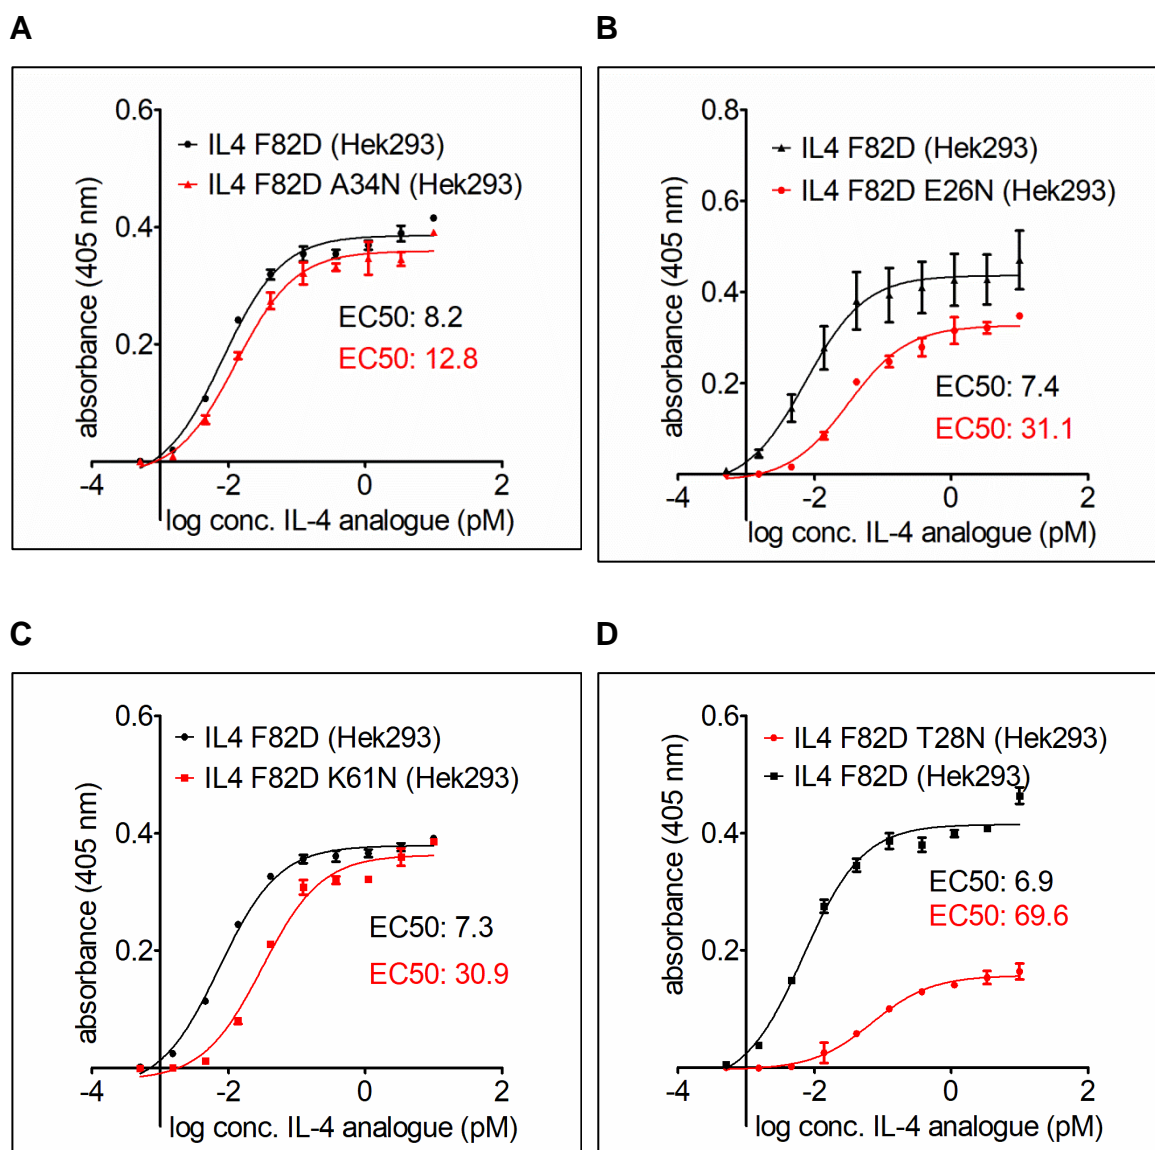 A
0.6
IL4 F82D (Hek293)
IL4 F82D A34N (Hek293)
absorbance (405 nm)
0.4
EC50: 8.2
EC50: 12.8
0.2
-4 -2 0 2
log conc. IL-4 analogue (pM)
B
0.8
IL4 F82D (Hek293)
IL4 F82D E26N (Hek293)
absorbance (405 nm)
0.6
0.4
EC50: 7.4
EC50: 31.1
0.2
-4 -2 0 2
log conc. IL-4 analogue (pM)
C
0.6
IL4 F82D (Hek293)
IL4 F82D K61N (Hek293)
absorbance (405 nm)
0.4
EC50: 7.3
EC50: 30.9
0.2
-4 -2 0 2
log conc. IL-4 analogue (pM)
D
0.6
IL4 F82D T28N (Hek293)
IL4 F82D (Hek293)
absorbance (405 nm)
0.4
EC50: 6.9
EC50: 69.6
0.2
-4 -2 0 2
log conc. IL-4 analogue (pM)